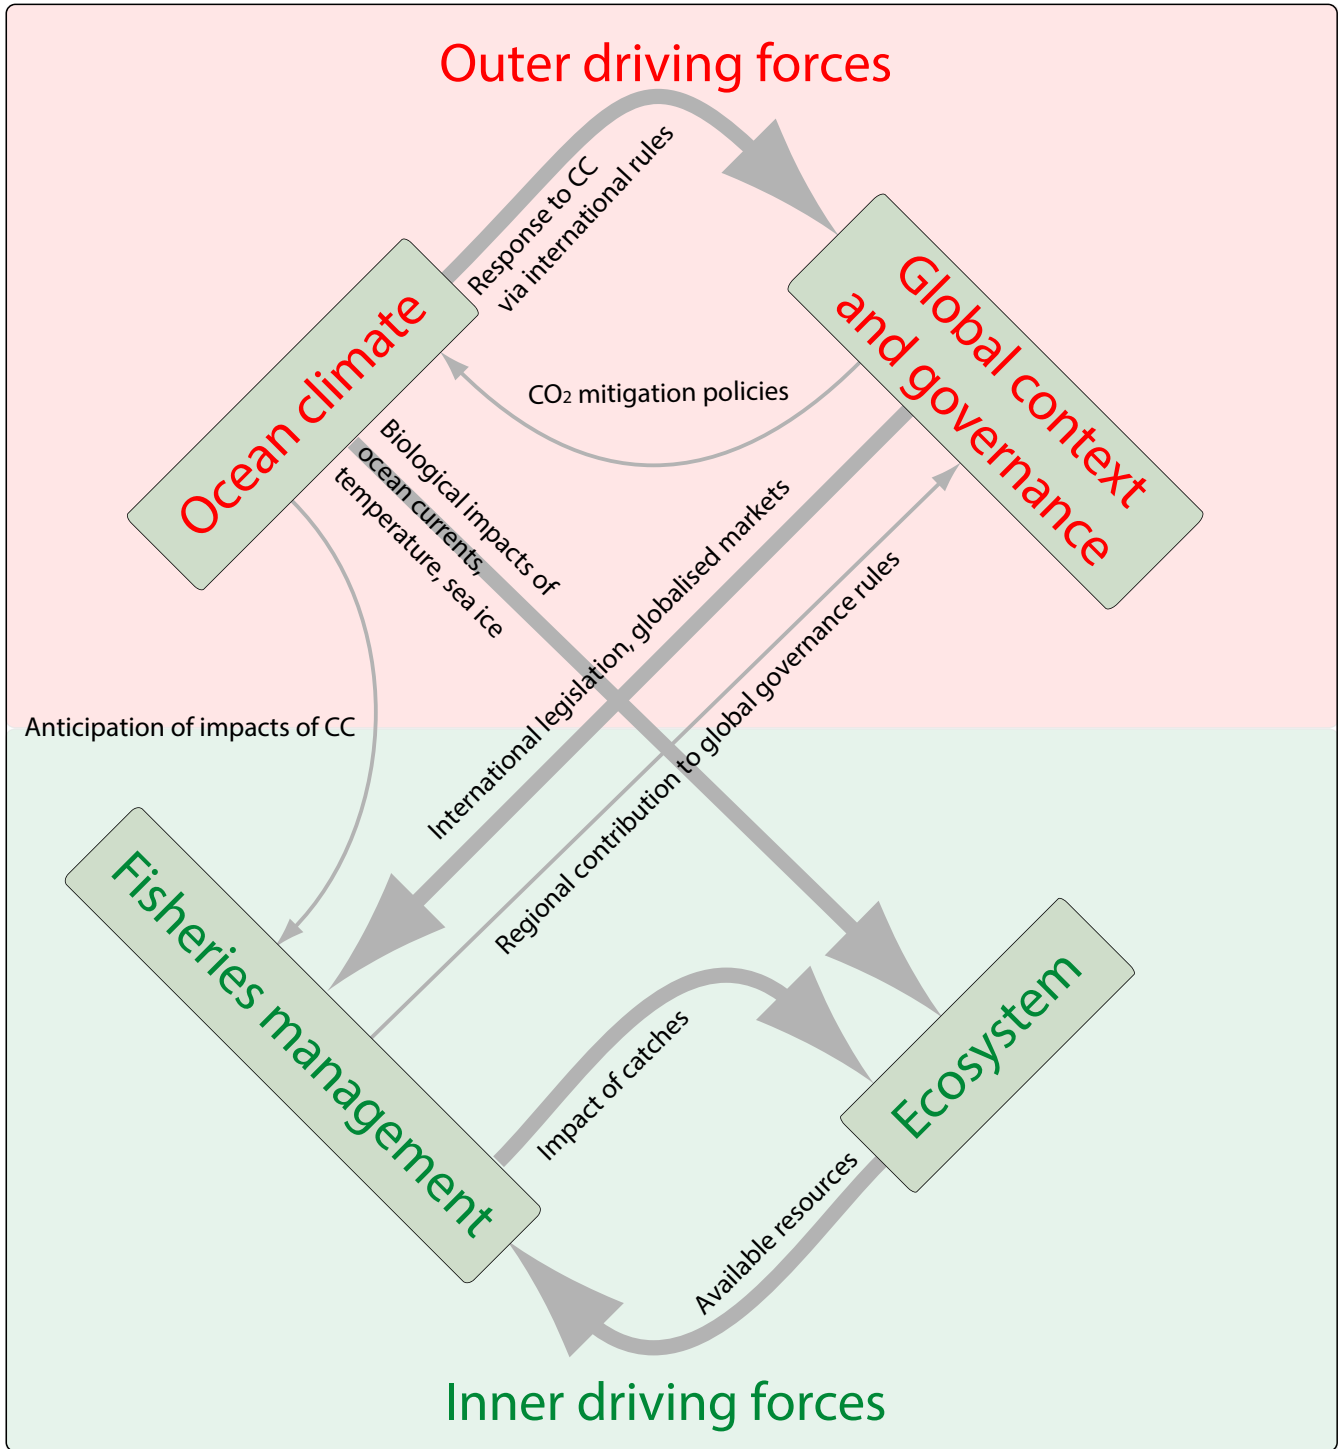 Outer driving forces
Response to CC
via international rules
Ocean climate
Global context
and governance
CO2 mitigation policies
Biological impacts of
ocean currents,
temperature, sea ice
International legislation, globalised markets
Regional contribution to global governance rules
Anticipation of impacts of CC
Fisheries management
Impact of catches
Ecosystem
Available resources
Inner driving forces